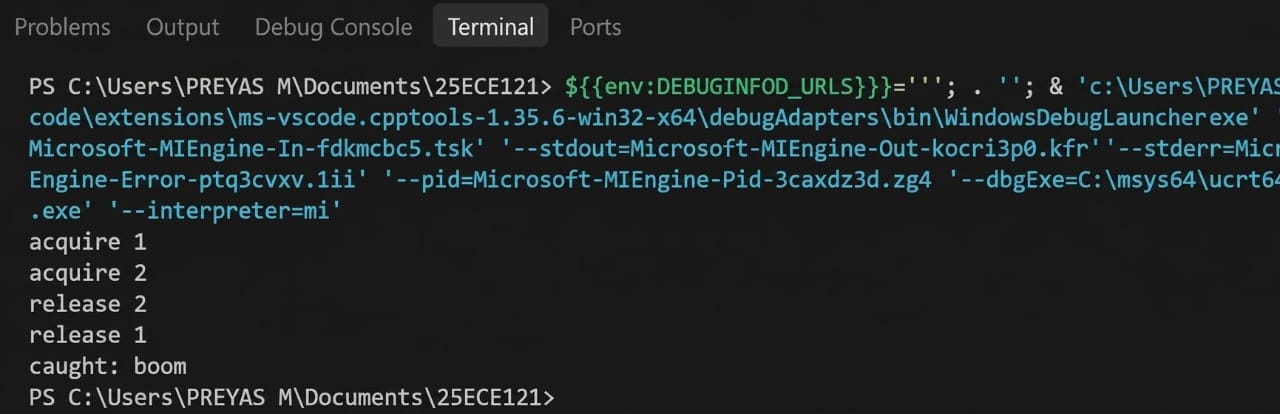 Problems Output Debug Console Terminal Ports
PS C:\Users\PREYAS M\Documents\25ECE121> ${{env:DEBUGINFOD_URLS}}}='''; . ''; & 'c:\Users\PREYAS
code\extensions\ms-vscode.cpptools-1.35.6-win32-x64\debugAdapters\bin\WindowsDebugLauncherexe'
Microsoft-MIEngine-In-fdkmcbc5.tsk' '--stdout=Microsoft-MIEngine-Out-kocri3p0.kfr''--stderr=Micr
Engine-Error-ptq3cvxv.1ii' '--pid=Microsoft-MIEngine-Pid-3caxdz3d.zg4 '--dbgExe=C:\msys64\ucrt64
.exe' '--interpreter=mi'
acquire 1
acquire 2
release 2
release 1
caught: boom
PS C:\Users\PREYAS M\Documents\25ECE121>